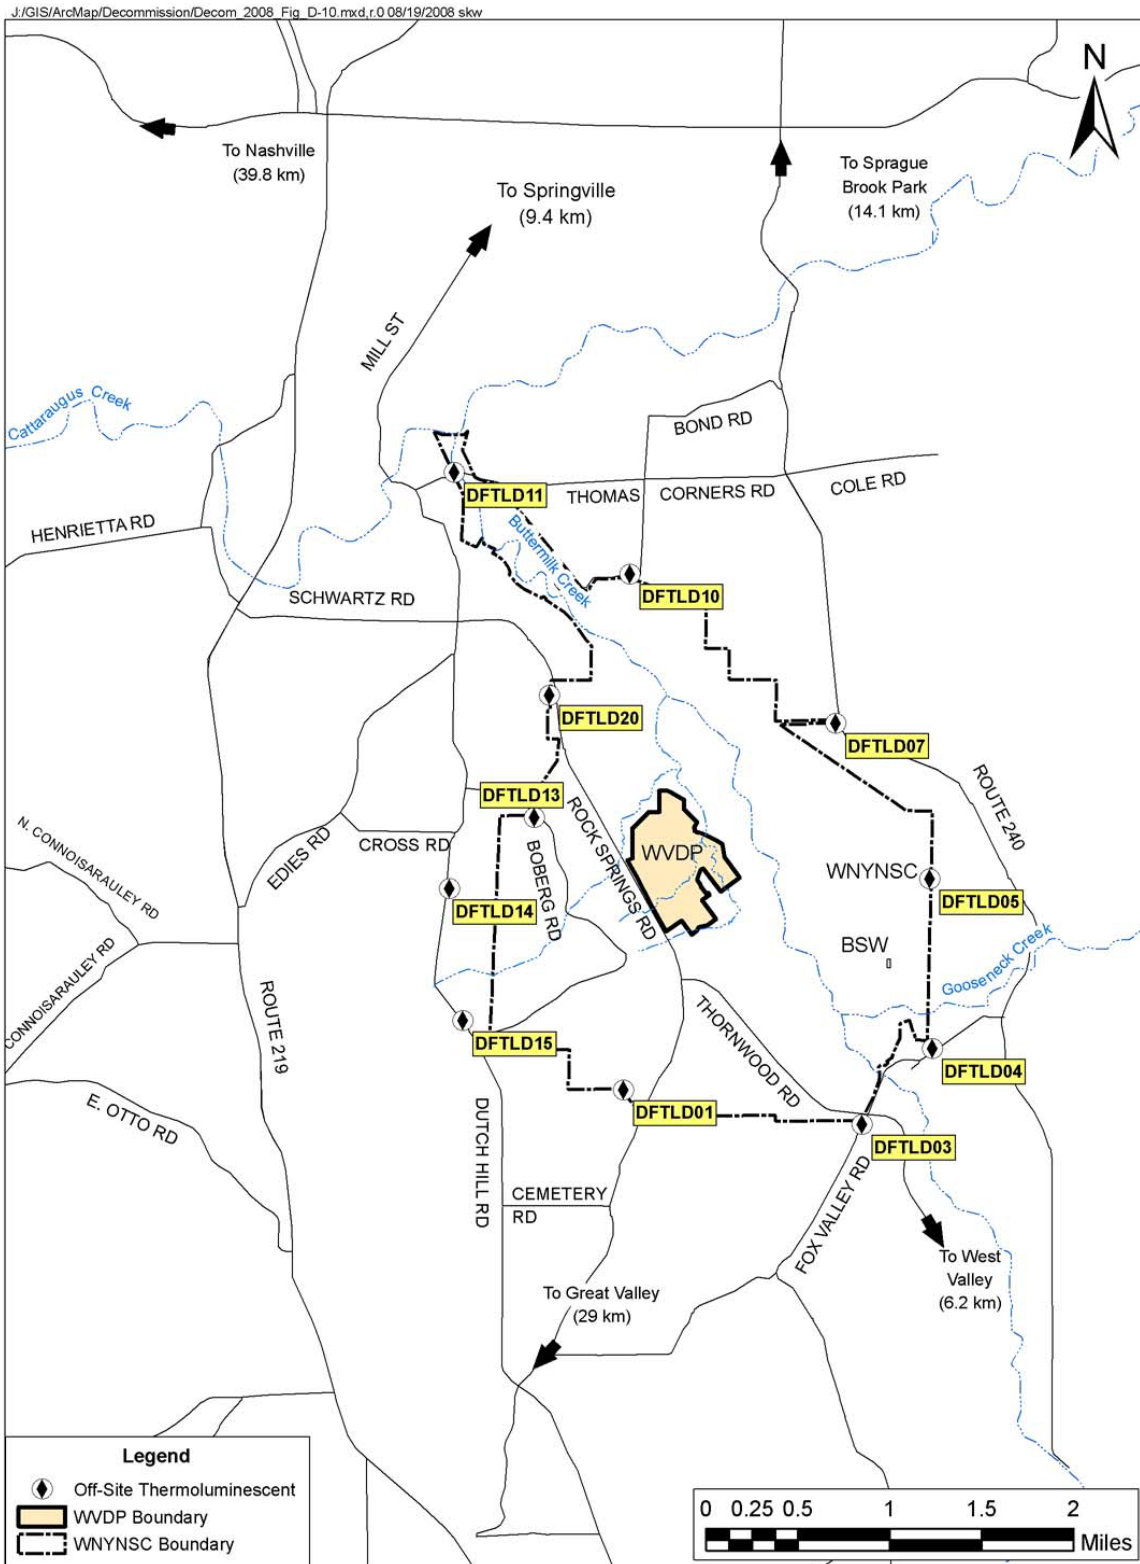 J:/GIS/ArcMap/Decommission/Decom_2008_Fig_D-10.mxd,r.0 08/19/2008 skw
N
To Nashville
(39.8 km)
To Springville
(9.4 km)
To Sprague
Brook Park
(14.1 km)
MILL ST
Cattaraugus Creek
BOND RD
DFTLD11
THOMAS
CORNERS RD
COLE RD
HENRIETTA RD
Buttermilk Creek
SCHWARTZ RD
DFTLD10
DFTLD20
DFTLD07
DFTLD13
ROCK SPRINGS RD
ROUTE 240
N. CONNOISARAULEY RD
EDIES RD
CROSS RD
BOBERG RD
WVDP
WNYNSC
DFTLD14
DFTLD05
CONNOISARAULEY RD
BSW
Gooseneck Creek
ROUTE 219
THORNWOOD RD
DFTLD15
DFTLD04
E. OTTO RD
DUTCH HILL RD
DFTLD01
DFTLD03
CEMETERY
RD
FOX VALLEY RD
To West
Valley
(6.2 km)
To Great Valley
(29 km)
Legend
Off-Site Thermoluminescent
WVDP Boundary
WNYNSC Boundary
0 0.25 0.5 1 1.5 2
Miles